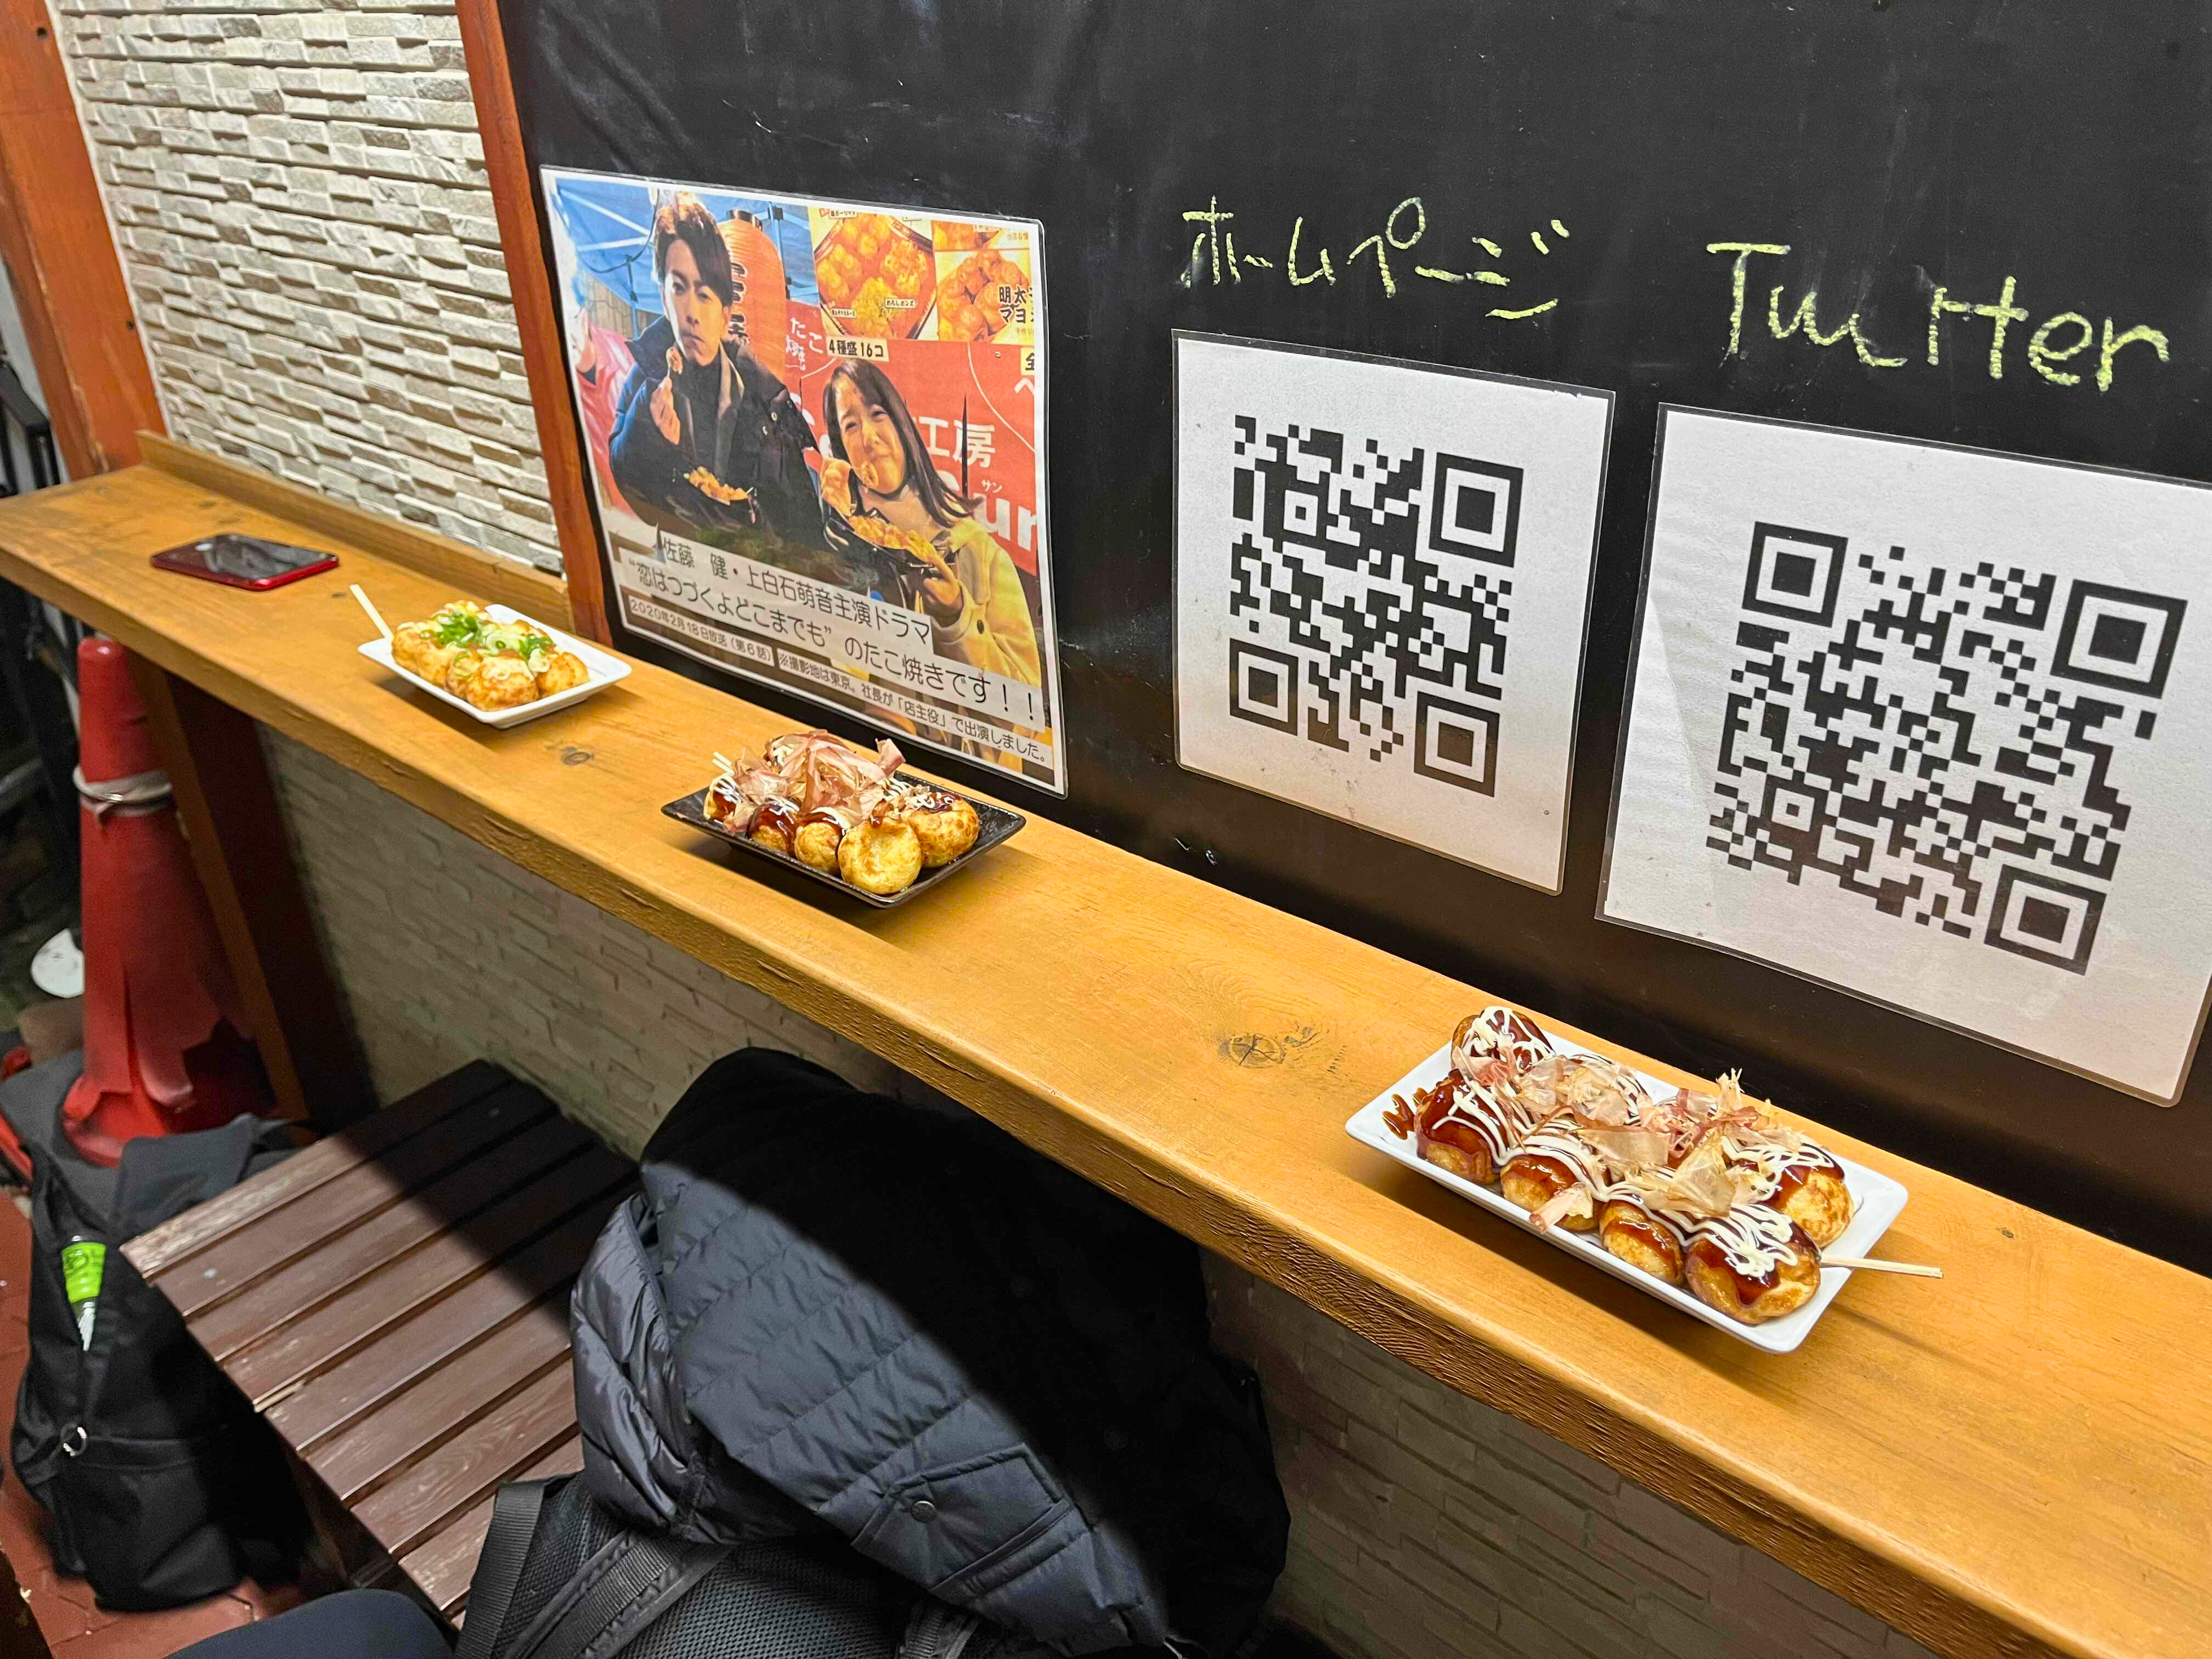 ホームページ
Twitter
4種盛16コ
明太
マヨ
たこ
工房
サン
佐藤 健・上白石萌音主演ドラマ
"恋はつづくよどこまでも"のたこ焼きです！！
2020年2月18日放送（第6話）※撮影地は東京。社長が「店主役」で出演しました。